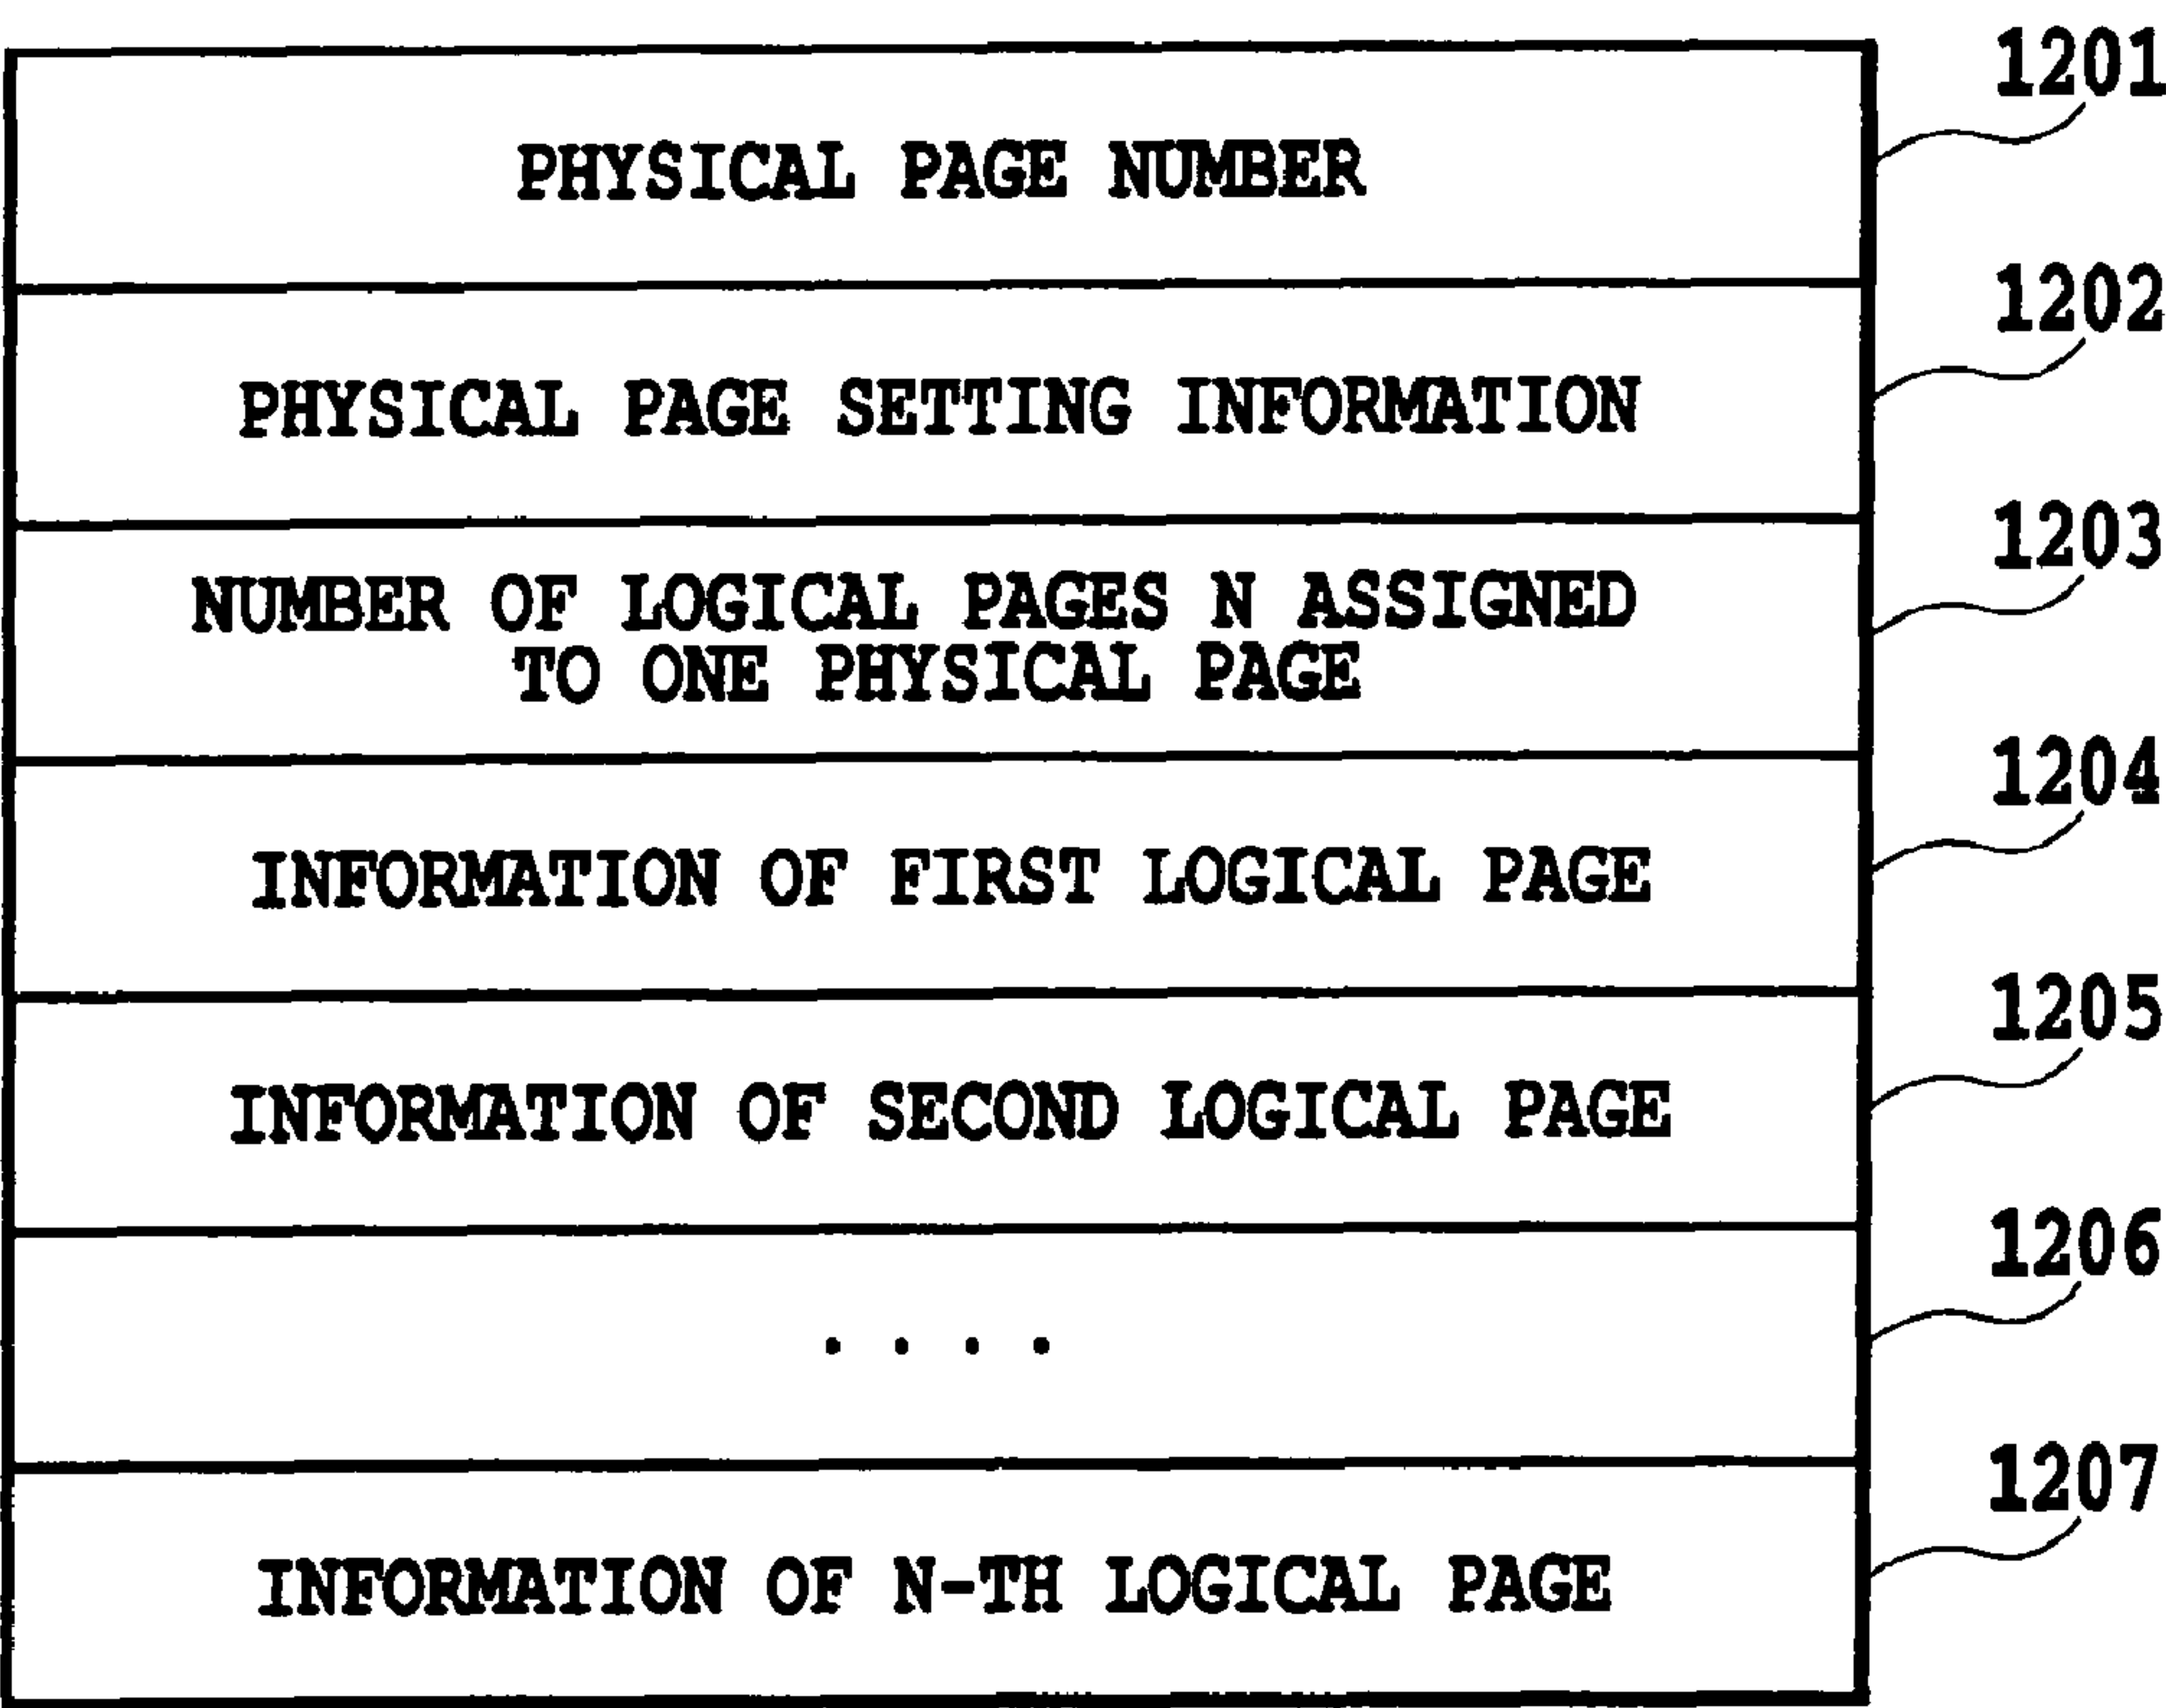 1201
PHYSICAL PAGE NUMBER
1202
PHYSICAL PAGE SETTING INFORMATION
1203
NUMBER OF LOGICAL PAGES N ASSIGNED
TO ONE PHYSICAL PAGE
1204
INFORMATION OF FIRST LOGICAL PAGE
1205
INFORMATION OF SECOND LOGICAL PAGE
1206
. . . .
1207
INFORMATION OF N-TH LOGICAL PAGE